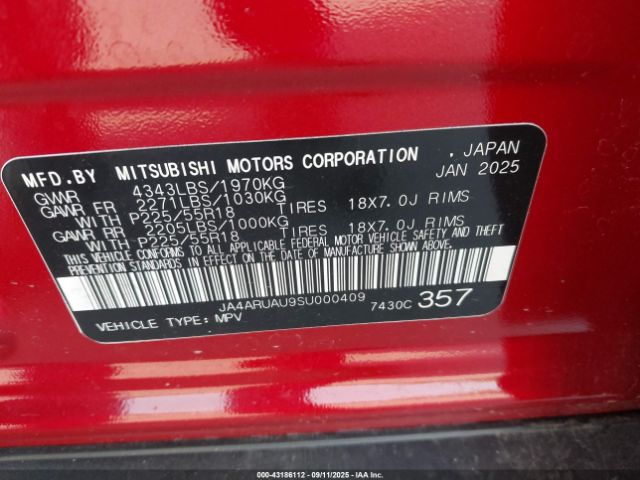 MFD.BY MITSUBISHI MOTORS CORPORATION , JAPAN
GVWR 4343LBS/1970KG JAN 2025
GAWR FR 2271LBS/1030KG
WITH P225/55R18 TIRES 18X7.0J RIMS
GAWR RR 2205LBS/1000KG
WITH P225/55R18 TIRES 18X7.0J RIMS
THIS VEHICLE CONFORMS TO ALL APPLICABLE FEDERAL MOTOR VEHICLE SAFETY AND THEFT
PREVENTION STANDARDS IN EFFECT ON THE DATE OF MANUFACTURE SHOWN ABOVE.
JA4ARUAU9SU000409 7430C 357
VEHICLE TYPE: MPV
000-43186112 - 09/11/2025 - IAAI.COM